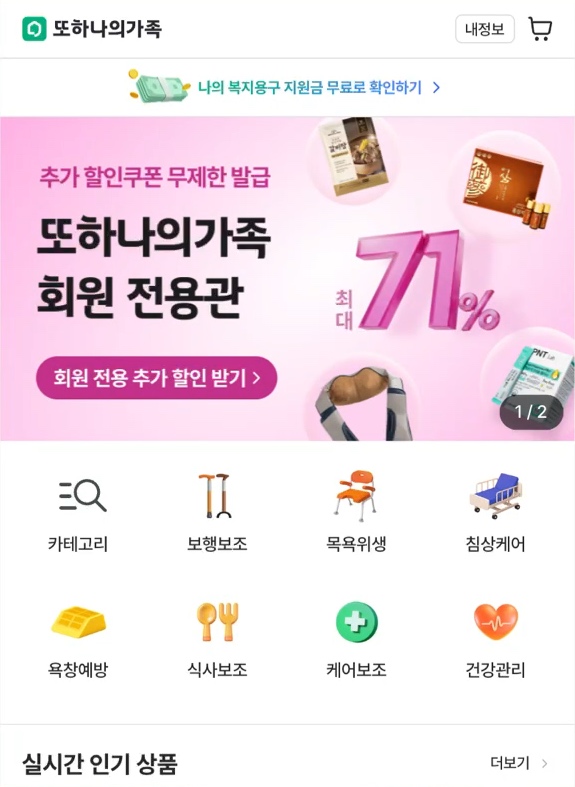 또하나의가족
내정보
나의 복지용구 지원금 무료로 확인하기
추가 할인쿠폰 무제한 발급
또하나의가족
회원 전용관
최대
71%
회원 전용 추가 할인 받기
PNT
1 / 2
카테고리
보행보조
목욕위생
침상케어
욕창예방
식사보조
케어보조
건강관리
실시간 인기 상품
더보기